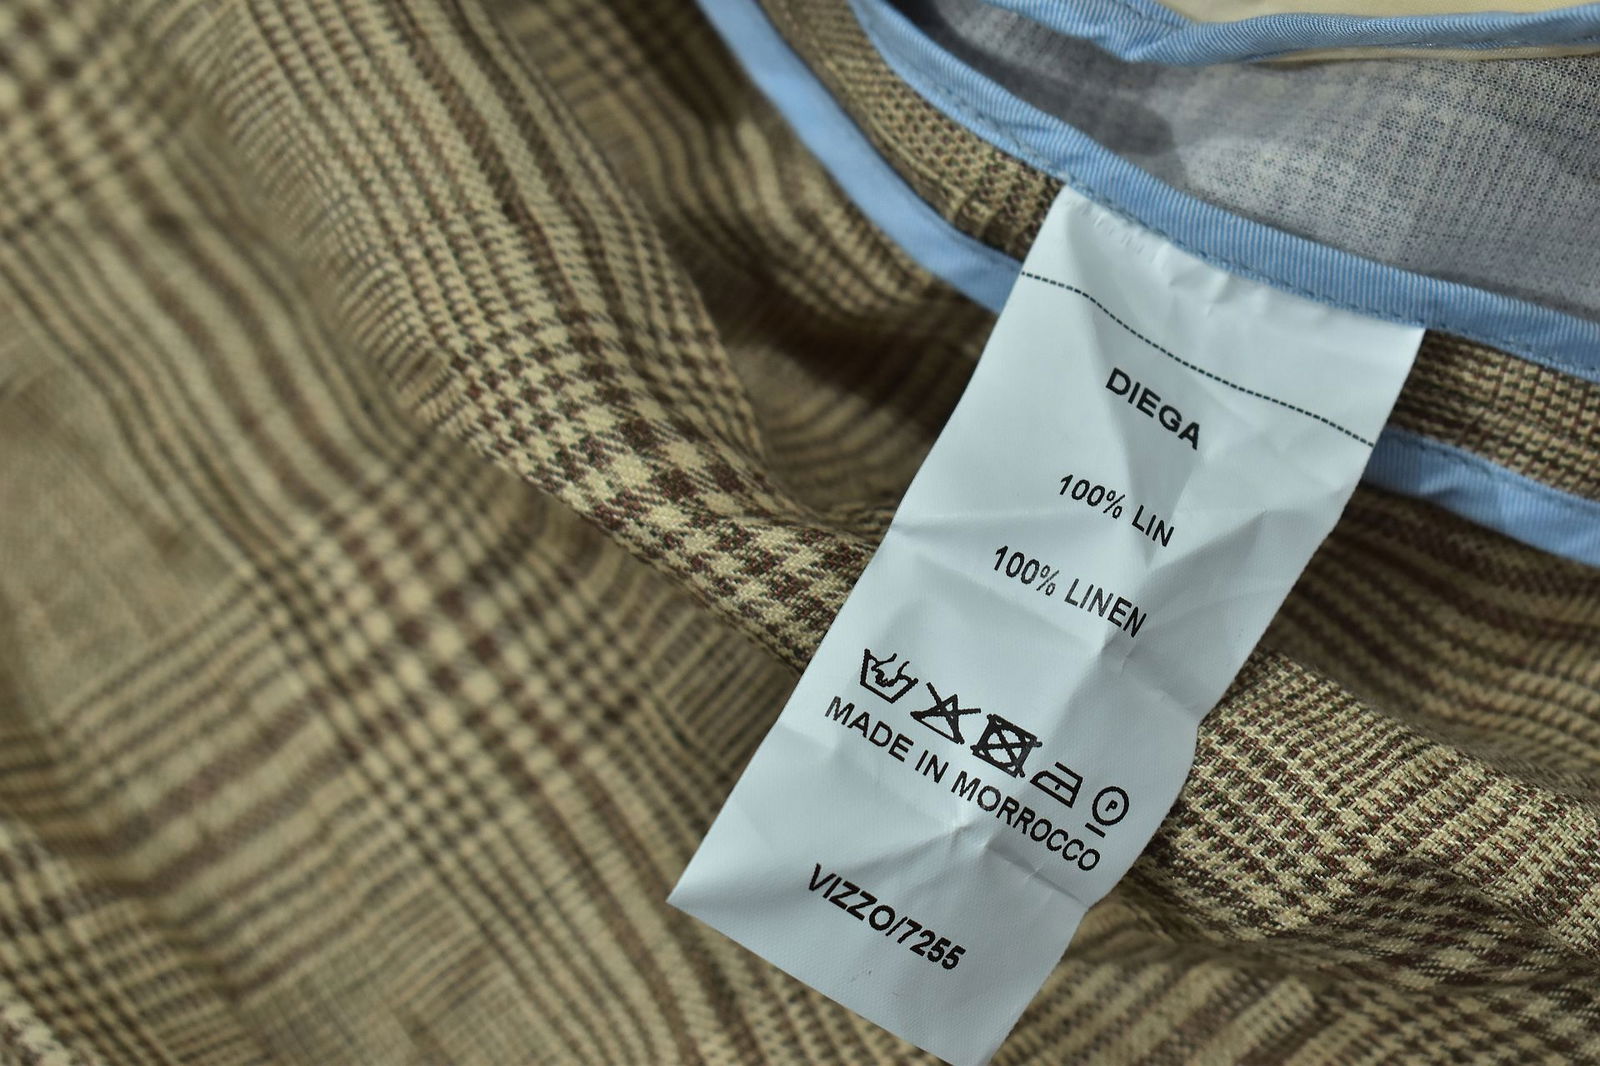 DIEGA
100% LIN
100% LINEN
P
MADE IN MORROCCO
VIZZO/7255